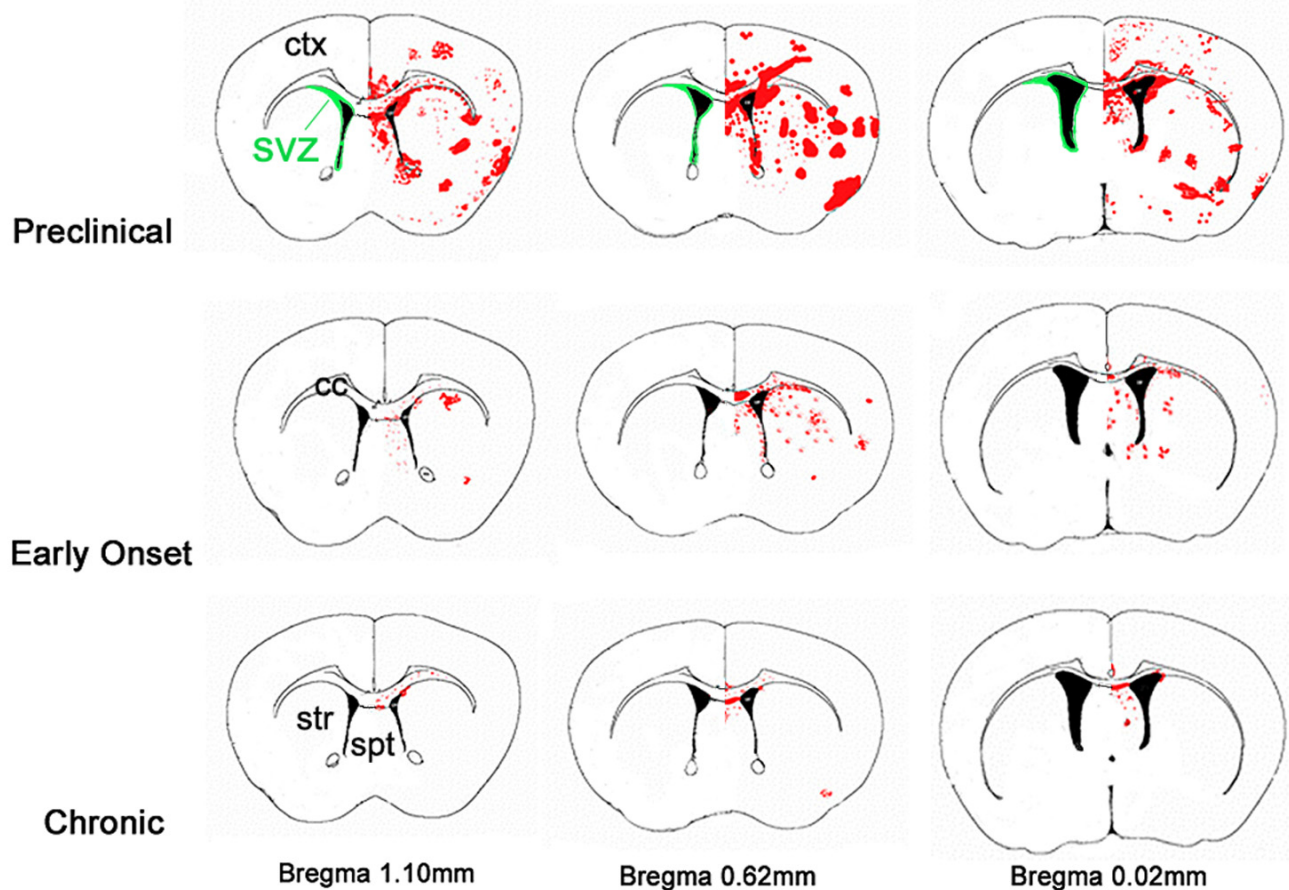 ctx
SVZ
Preclinical
cc
Early Onset
str
spt
Chronic
Bregma 1.10mm
Bregma 0.62mm
Bregma 0.02mm